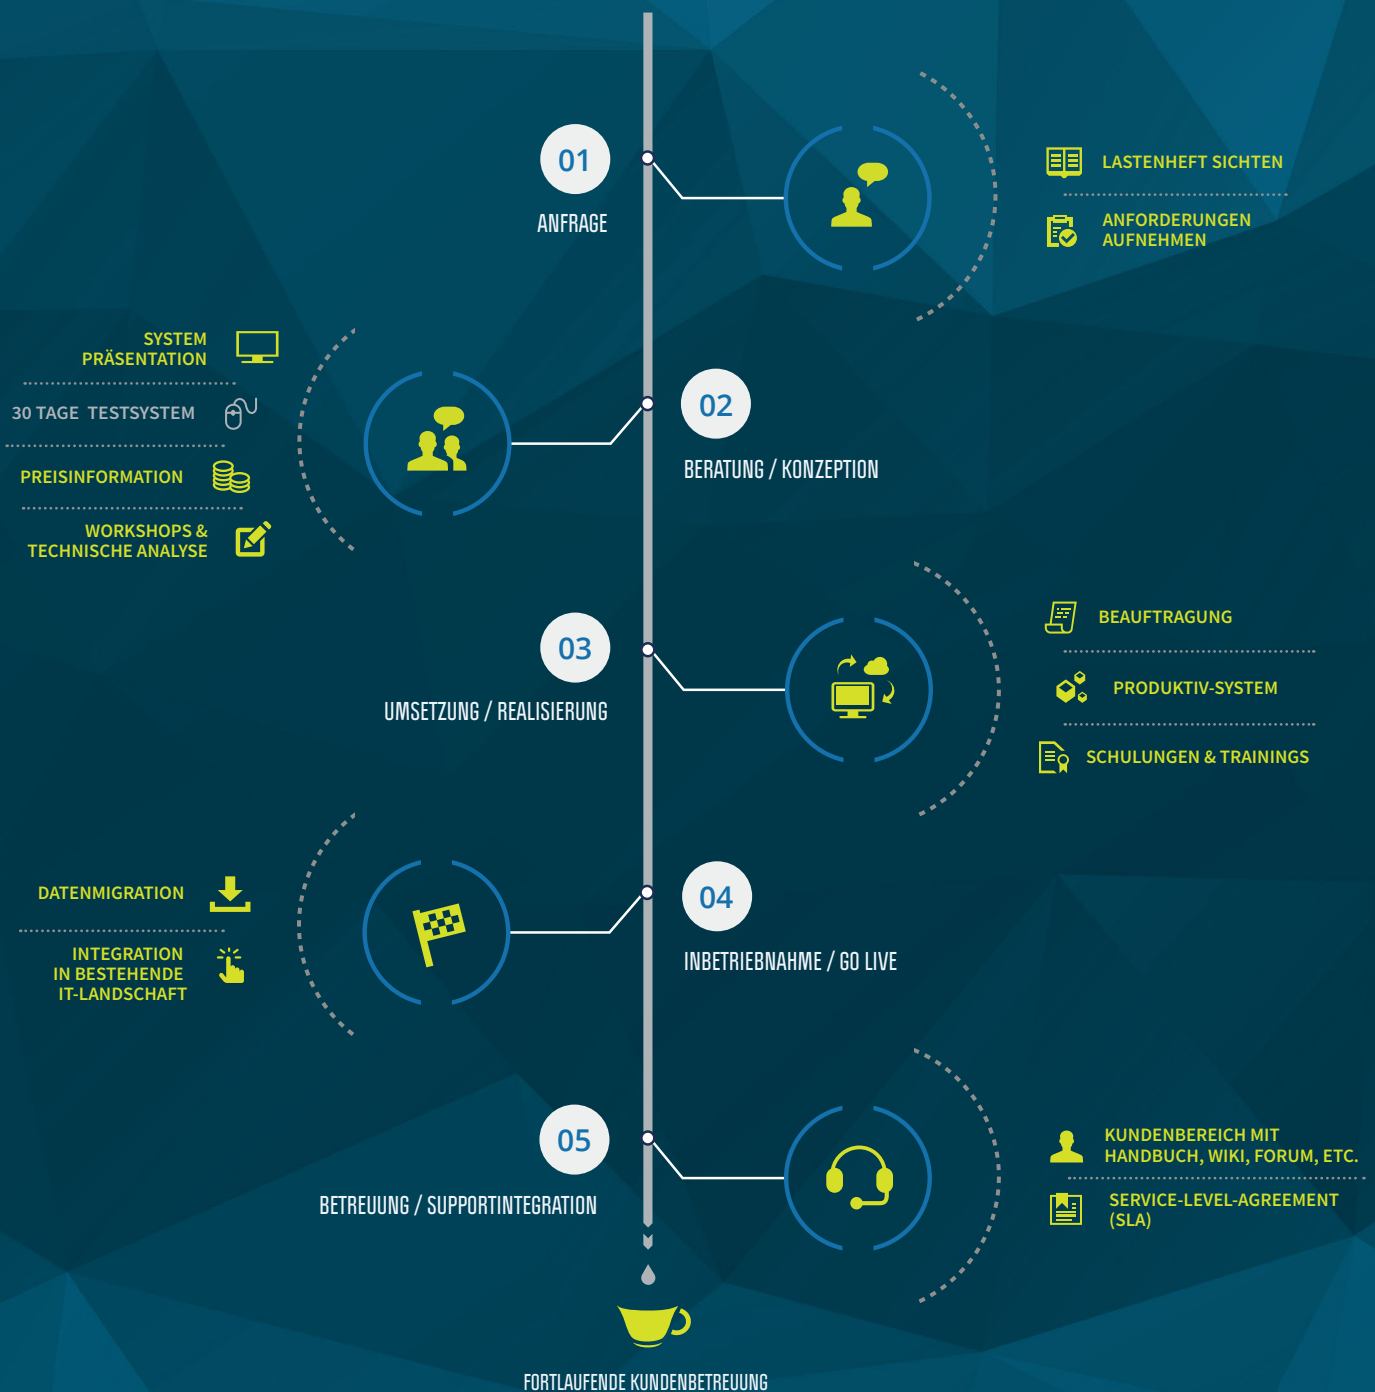 01
ANFRAGE
LASTENHEFT SICHTEN
ANFORDERUNGEN
AUFNEHMEN
02
BERATUNG / KONZEPTION
SYSTEM
PRÄSENTATION
30 TAGE TESTSYSTEM
PREISINFORMATION
WORKSHOPS &
TECHNISCHE ANALYSE
03
UMSETZUNG / REALISIERUNG
BEAUFTRAGUNG
PRODUKTIV-SYSTEM
SCHULUNGEN & TRAININGS
04
INBETRIEBNAHME / GO LIVE
DATENMIGRATION
INTEGRATION
IN BESTEHENDE
IT-LANDSCHAFT
05
BETREUUNG / SUPPORTINTEGRATION
KUNDENBEREICH MIT
HANDBUCH, WIKI, FORUM, ETC.
SERVICE-LEVEL-AGREEMENT
(SLA)
FORTLAUFENDE KUNDENBETREUUNG